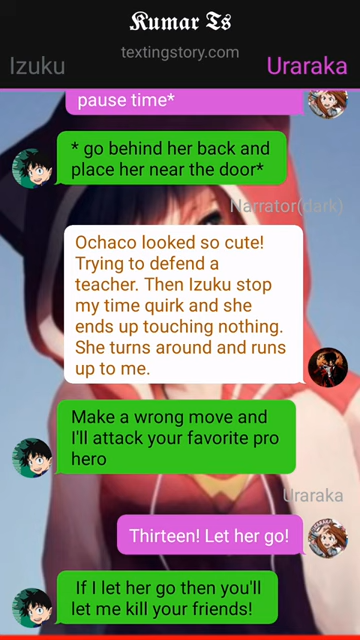 Kumar Ts
textingstory.com
Izuku
Uraraka
pause time*
* go behind her back and
place her near the door*
Narrator(dark)
Ochaco looked so cute!
Trying to defend a
teacher. Then Izuku stop
my time quirk and she
ends up touching nothing.
She turns around and runs
up to me.
Make a wrong move and
I'll attack your favorite pro
hero
Uraraka
Thirteen! Let her go!
If I let her go then you'll
let me kill your friends!